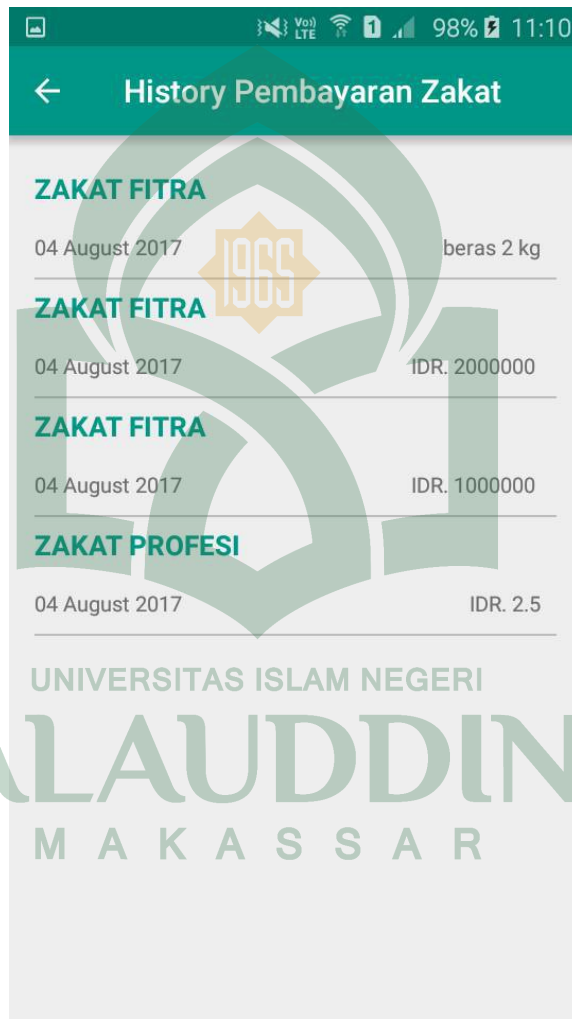 Vo)) LTE 1 98% 11:10
History Pembayaran Zakat
ZAKAT FITRA
04 August 2017 beras 2 kg
ZAKAT FITRA
04 August 2017 IDR. 2000000
ZAKAT FITRA
04 August 2017 IDR. 1000000
ZAKAT PROFESI
04 August 2017 IDR. 2.5
1965
UNIVERSITAS ISLAM NEGERI
ALAUDDIN
MAKASSAR